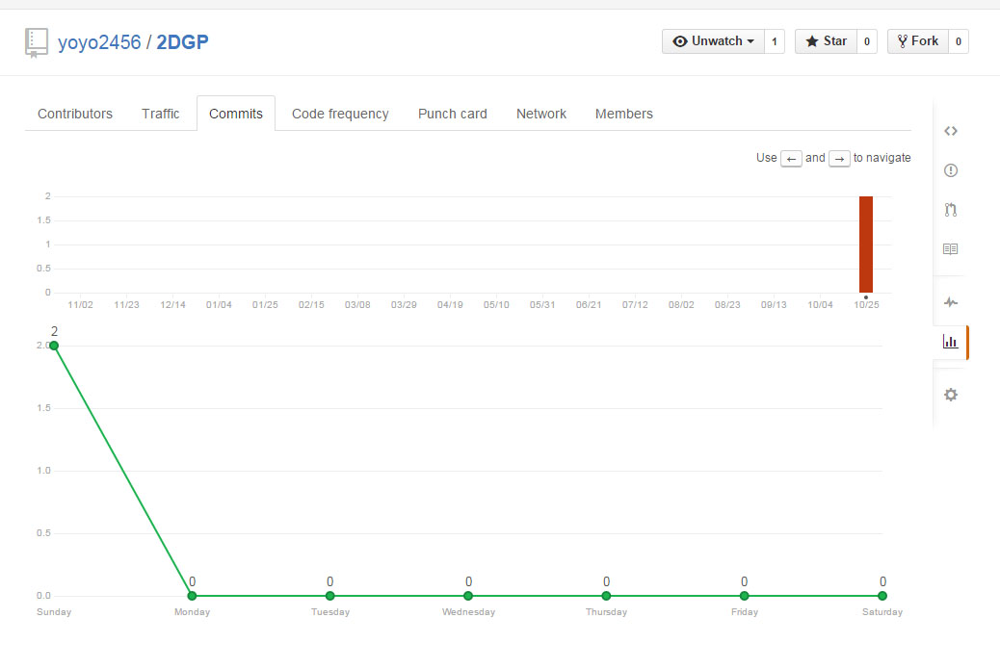 yoyo2456 / 2DGP
Unwatch 1 Star 0 Fork 0
Contributors Traffic Commits Code frequency Punch card Network Members
Use ← and → to navigate
2
1.5
1
0.5
0
11/02 11/23 12/14 01/04 01/25 02/15 03/08 03/29 04/19 05/10 05/31 06/21 07/12 08/02 08/23 09/13 10/04 10/25
2
2.0
1.5
1.0
0.5
0 0 0 0 0 0
0.0
Sunday Monday Tuesday Wednesday Thursday Friday Saturday